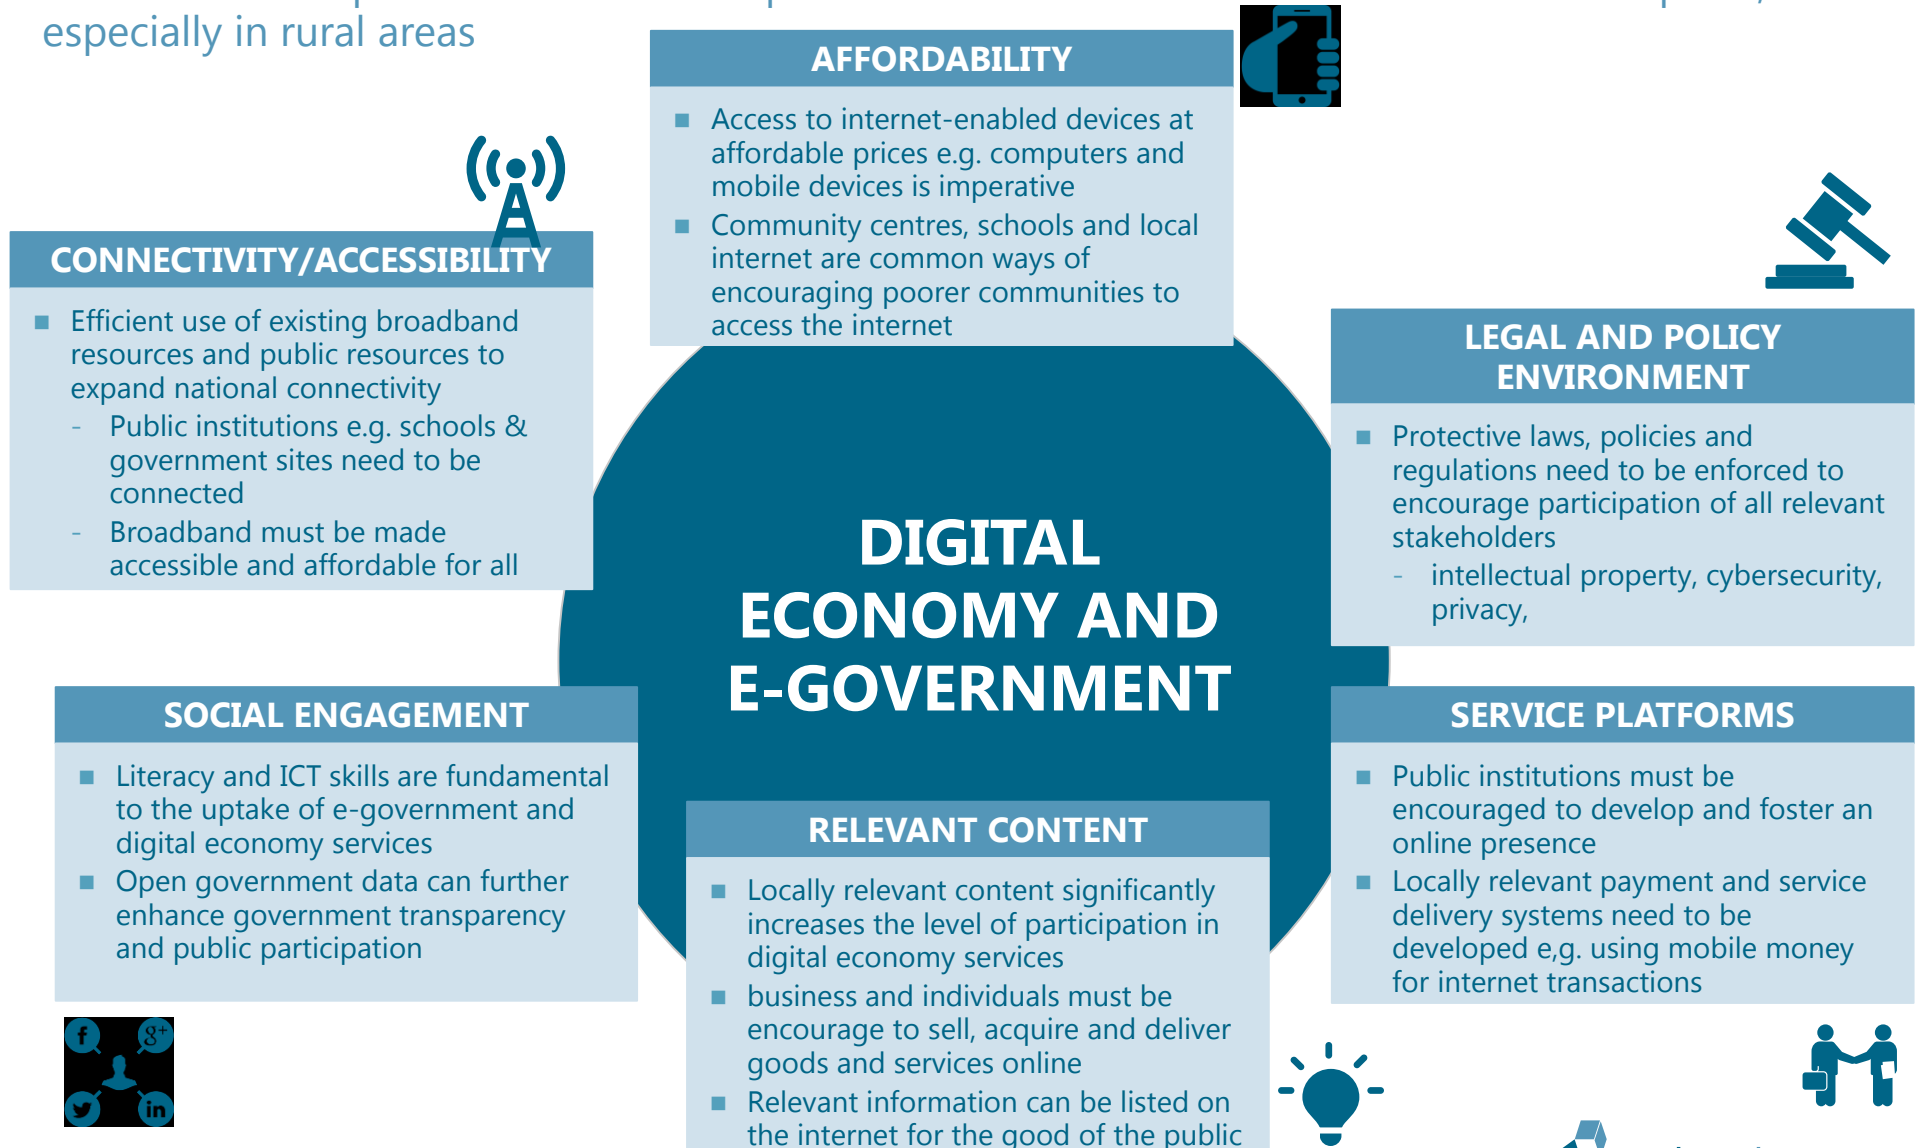 especially in rural areas
AFFORDABILITY
■ Access to internet-enabled devices at
affordable prices e.g. computers and
mobile devices is imperative
■ Community centres, schools and local
internet are common ways of
encouraging poorer communities to
access the internet
CONNECTIVITY/ACCESSIBILITY
■ Efficient use of existing broadband
resources and public resources to
expand national connectivity
- Public institutions e.g. schools &
government sites need to be
connected
- Broadband must be made
accessible and affordable for all
LEGAL AND POLICY
ENVIRONMENT
■ Protective laws, policies and
regulations need to be enforced to
encourage participation of all relevant
stakeholders
- intellectual property, cybersecurity,
privacy,
DIGITAL
ECONOMY AND
E-GOVERNMENT
SOCIAL ENGAGEMENT
■ Literacy and ICT skills are fundamental
to the uptake of e-government and
digital economy services
■ Open government data can further
enhance government transparency
and public participation
SERVICE PLATFORMS
■ Public institutions must be
encouraged to develop and foster an
online presence
■ Locally relevant payment and service
delivery systems need to be
developed e,g. using mobile money
for internet transactions
RELEVANT CONTENT
■ Locally relevant content significantly
increases the level of participation in
digital economy services
■ business and individuals must be
encourage to sell, acquire and deliver
goods and services online
■ Relevant information can be listed on
the internet for the good of the public
f
g+
in